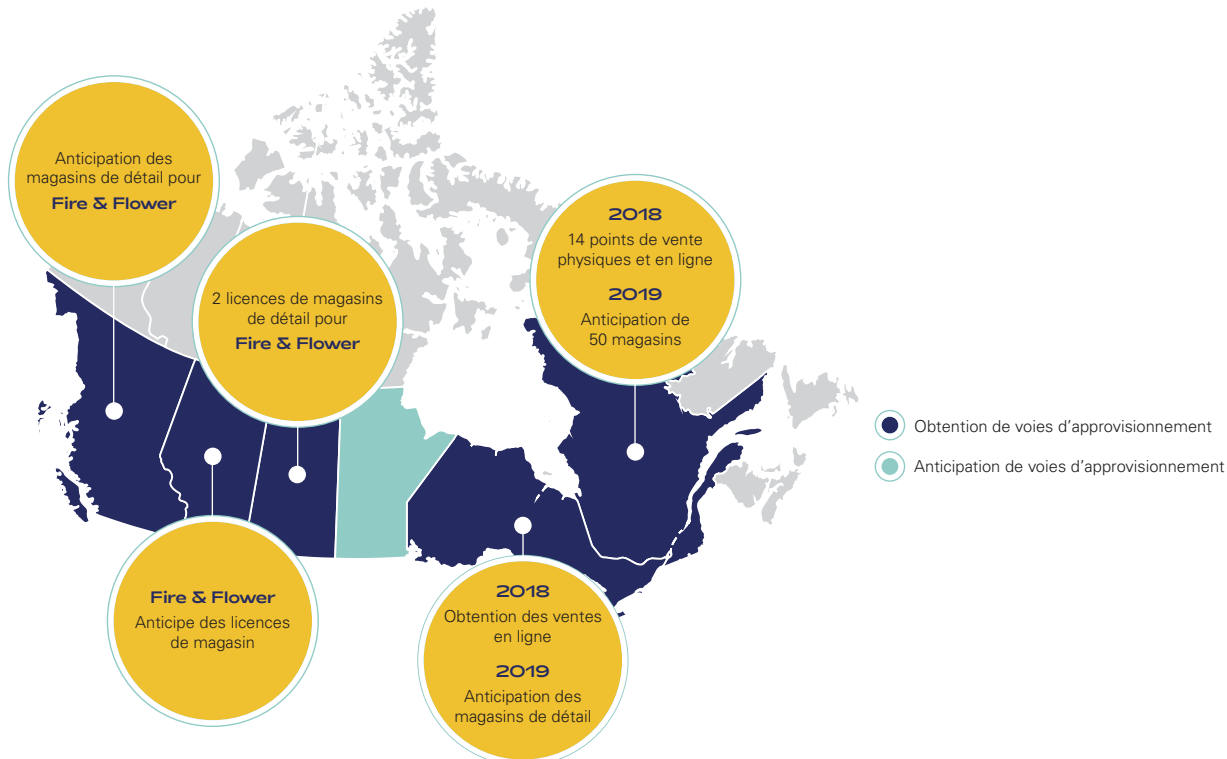 Anticipation des
magasins de détail pour
Fire & Flower
2 licences de magasins
de détail pour
Fire & Flower
2018
14 points de vente
physiques et en ligne
2019
Anticipation de
50 magasins
Obtention de voies d’approvisionnement
Anticipation de voies d’approvisionnement
Fire & Flower
Anticipe des licences
de magasin
2018
Obtention des ventes
en ligne
2019
Anticipation des
magasins de détail